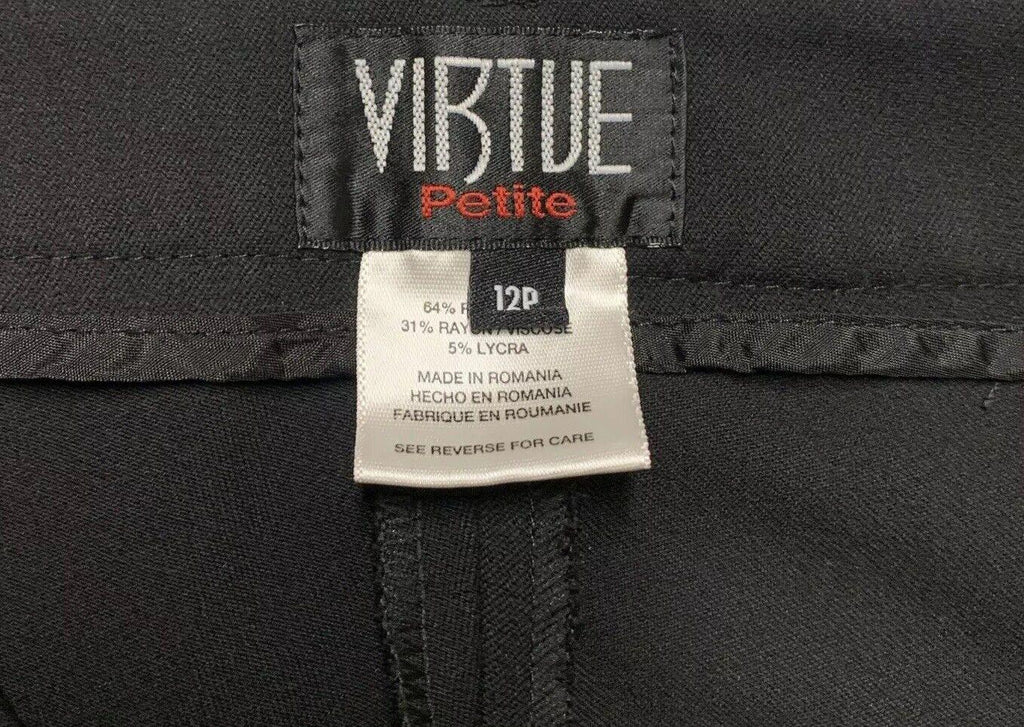 VIRTUE
Petite
12P
64%
31% RAYON / VISCOSE
5% LYCRA
MADE IN ROMANIA
HECHO EN ROMANIA
FABRIQUE EN ROUMANIE
SEE REVERSE FOR CARE